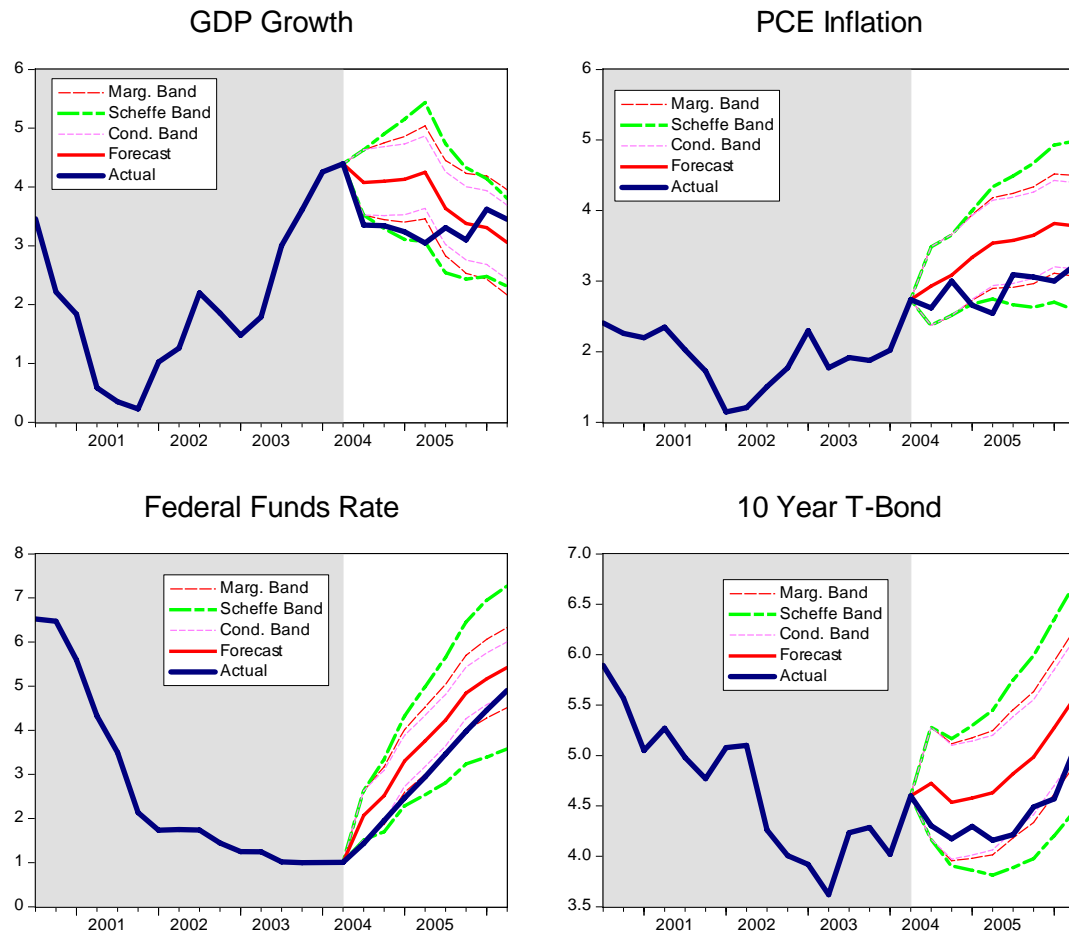 GDP Growth
6
5
4
3
2
1
0
Marg. Band
Scheffe Band
Cond. Band
Forecast
Actual
2001 2002 2003 2004 2005
PCE Inflation
6
5
4
3
2
1
Marg. Band
Scheffe Band
Cond. Band
Forecast
Actual
2001 2002 2003 2004 2005
Federal Funds Rate
8
7
6
5
4
3
2
1
0
Marg. Band
Scheffe Band
Cond. Band
Forecast
Actual
2001 2002 2003 2004 2005
10 Year T-Bond
7.0
6.5
6.0
5.5
5.0
4.5
4.0
3.5
Marg. Band
Scheffe Band
Cond. Band
Forecast
Actual
2001 2002 2003 2004 2005